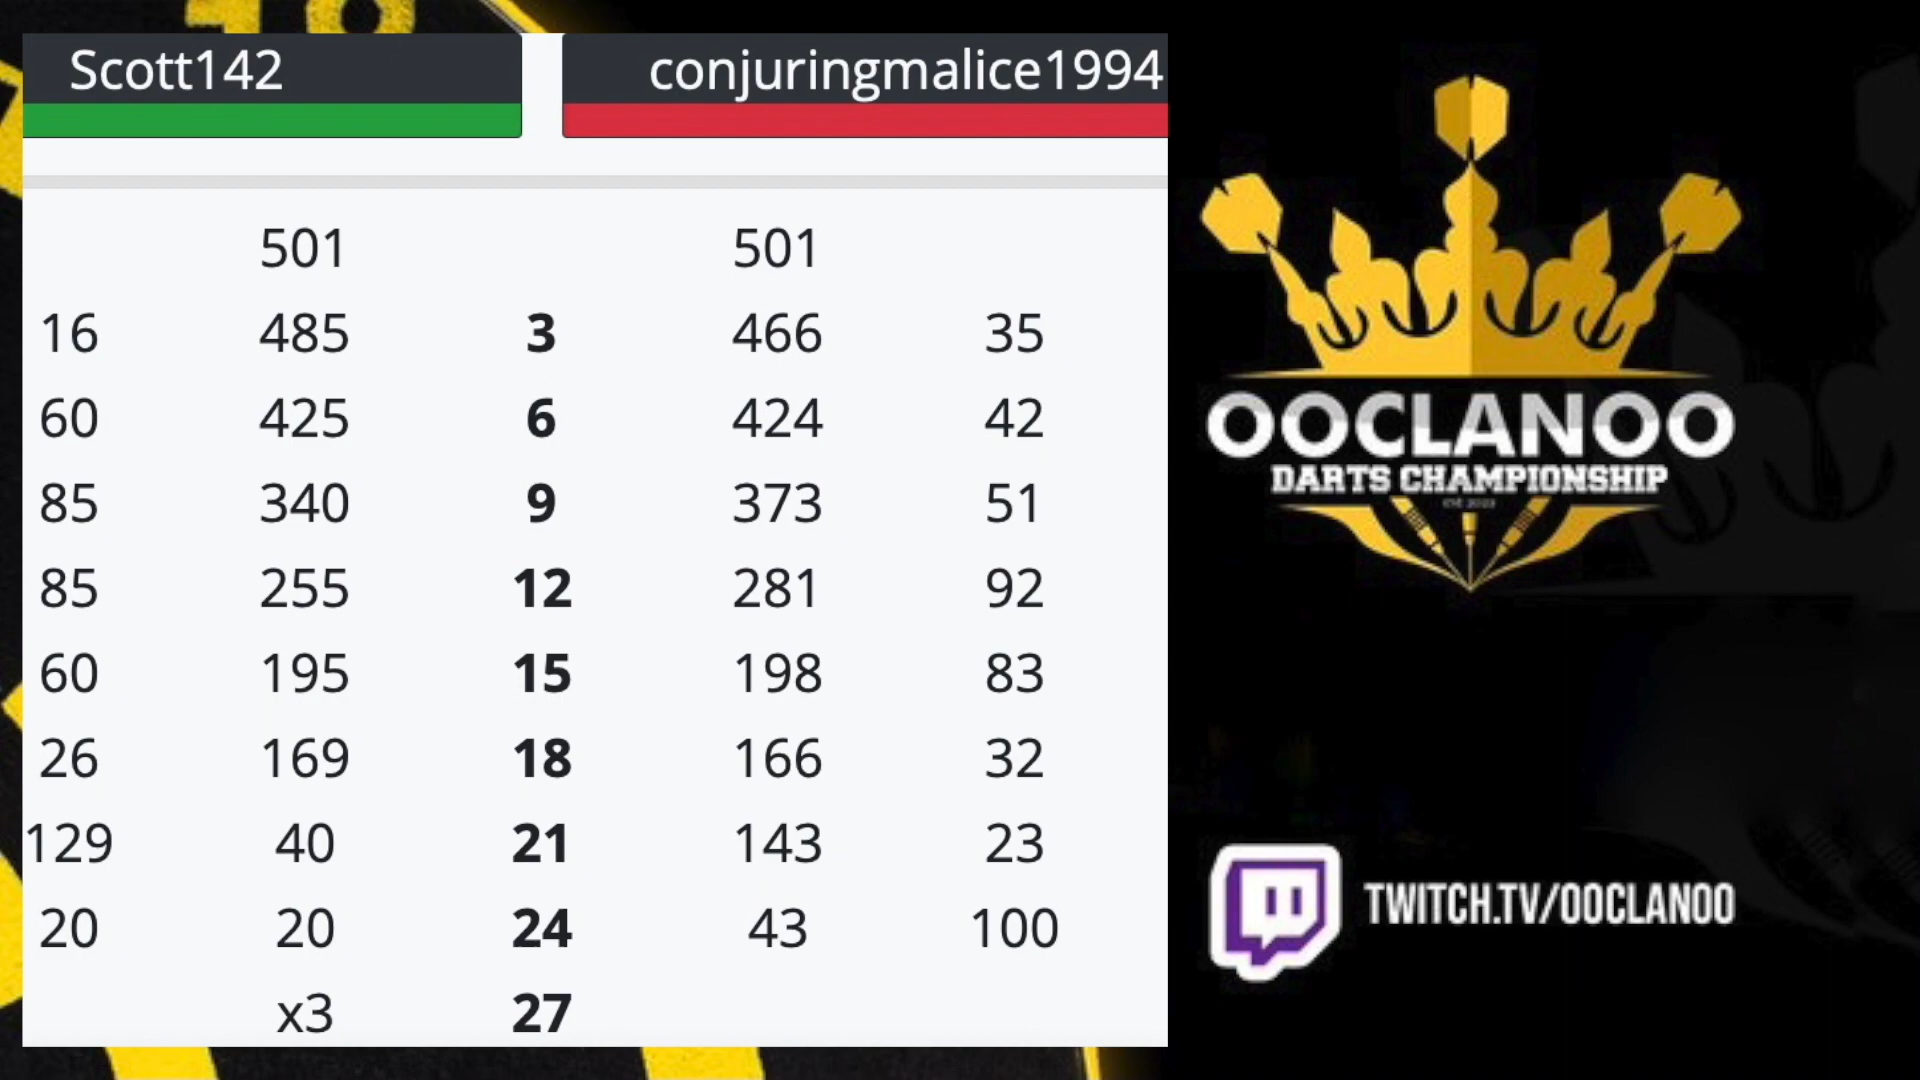 Scott142 conjuringmalice1994
501 501
16 485 3 466 35
60 425 6 424 42
85 340 9 373 51
85 255 12 281 92
60 195 15 198 83
26 169 18 166 32
129 40 21 143 23
20 20 24 43 100
x3 27
OOCLANOO
DARTS CHAMPIONSHIP
TWITCH.TV/OOCLANOO